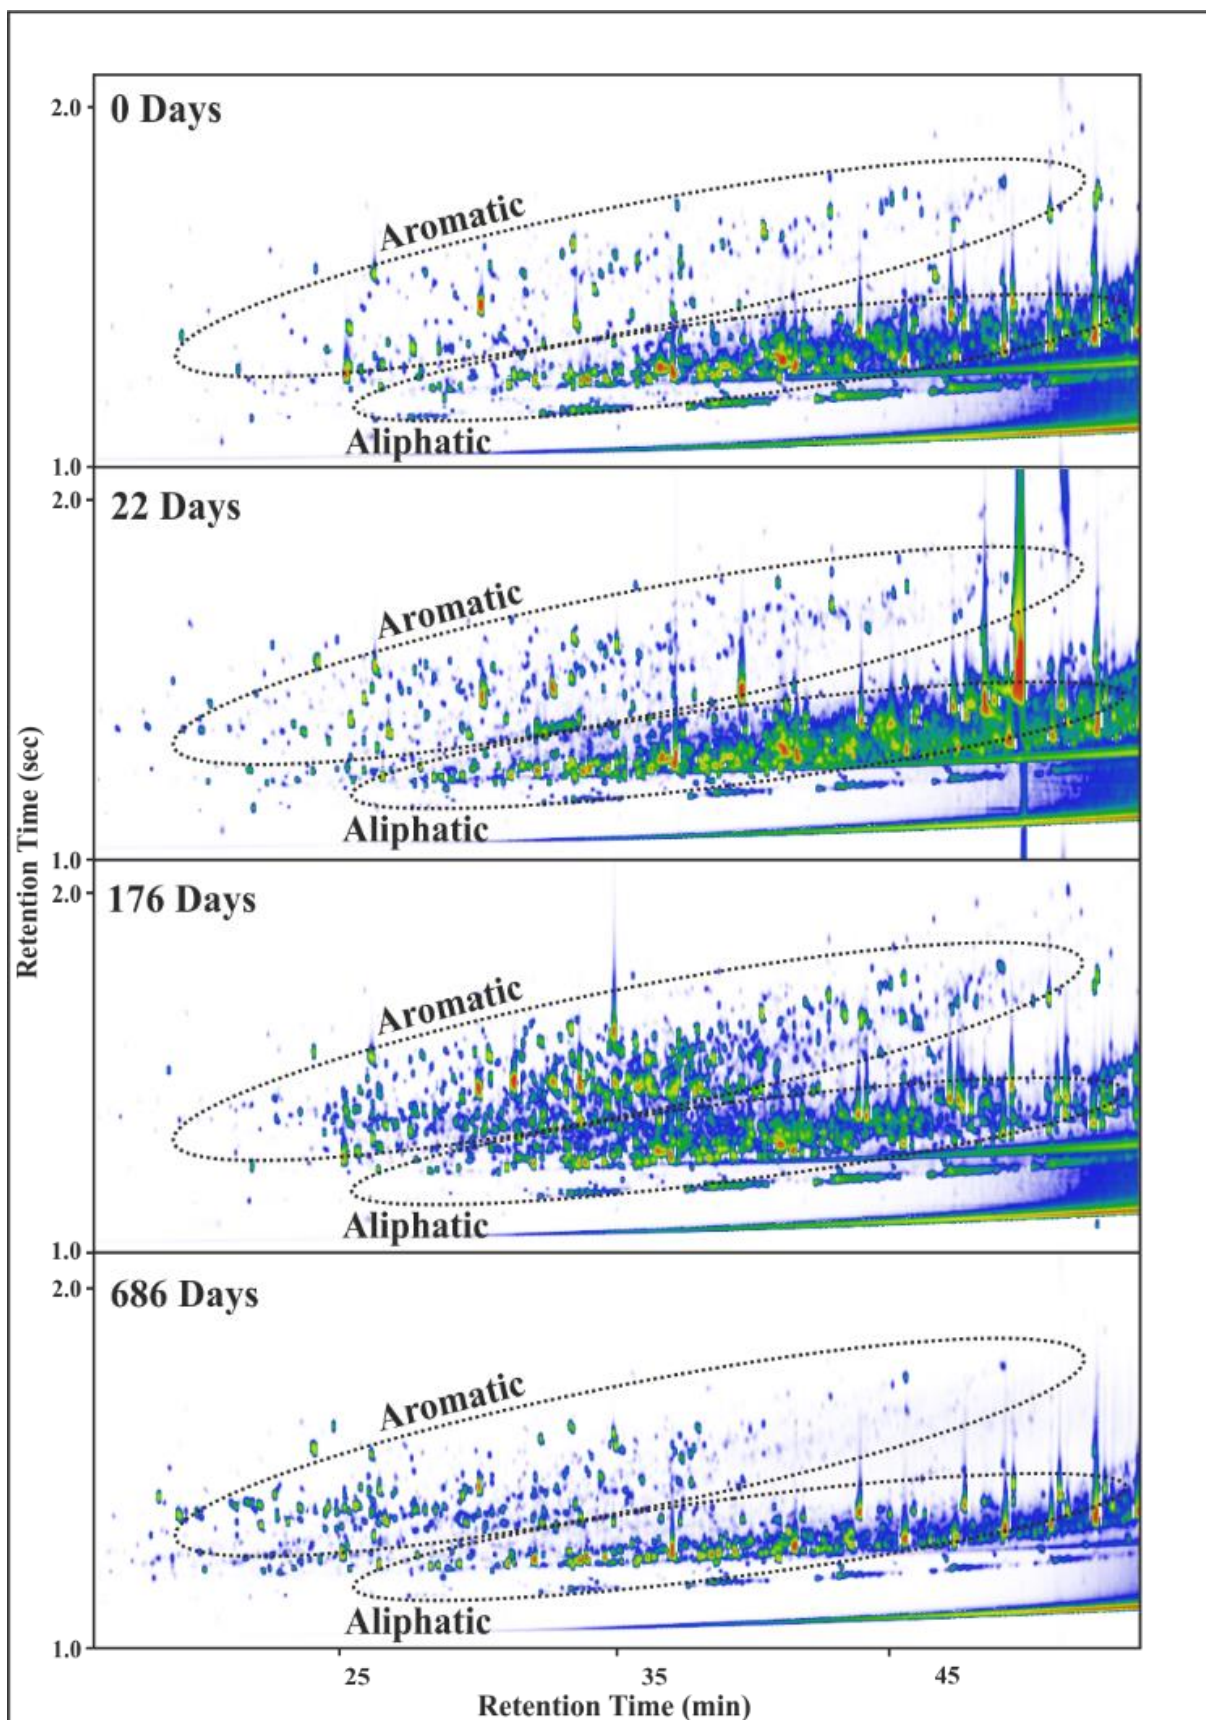 2.0
0 Days
Aromatic
Aliphatic
1.0
2.0
22 Days
Aromatic
Aliphatic
1.0
2.0
176 Days
Aromatic
Aliphatic
1.0
2.0
686 Days
Aromatic
Aliphatic
1.0
Retention Time (sec)
25 35 45
Retention Time (min)